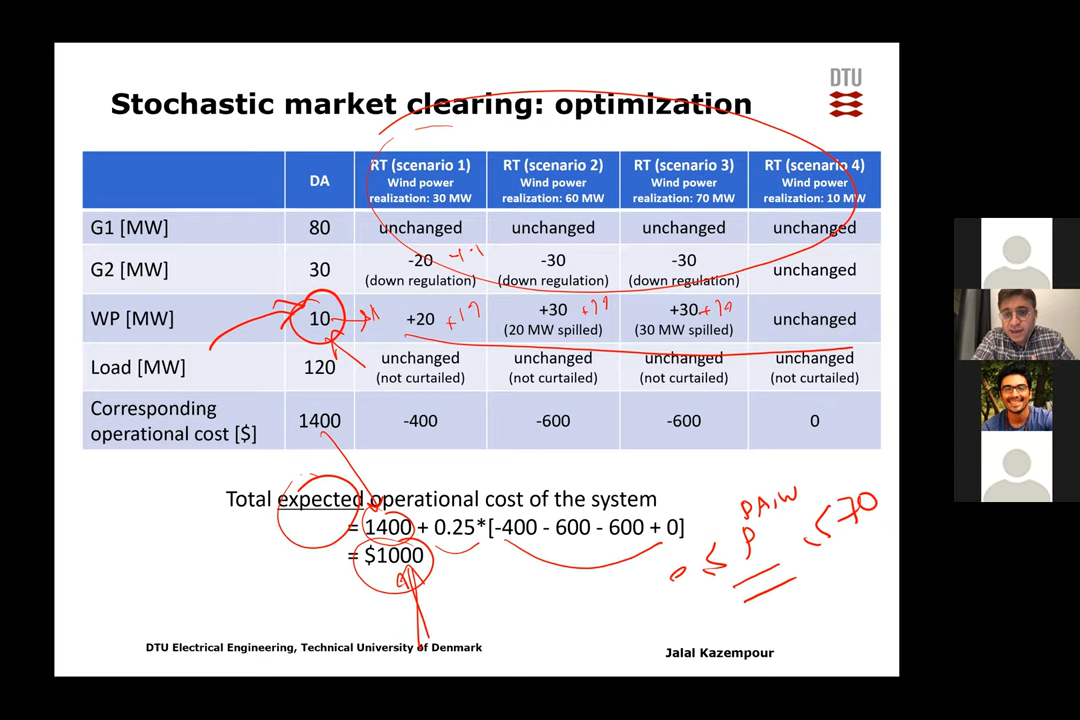 DTU
Stochastic market clearing: optimization
DA
RT (scenario 1)
Wind power
realization: 30 MW
RT (scenario 2)
Wind power
realization: 60 MW
RT (scenario 3)
Wind power
realization: 70 MW
RT (scenario 4)
Wind power
realization: 10 MW
G1 [MW] 80 unchanged unchanged unchanged unchanged
G2 [MW] 30 -20 -30 -30 unchanged
(down regulation) (down regulation) (down regulation)
WP [MW] 10 +20 +30 +30 unchanged
(20 MW spilled) (30 MW spilled)
+19 +29
Load [MW] 120 unchanged unchanged unchanged unchanged
(not curtailed) (not curtailed) (not curtailed) (not curtailed)
Corresponding
operational cost [$] 1400 -400 -600 -600 0
Total expected operational cost of the system
= 1400 + 0.25*[-400 - 600 - 600 + 0]
= $1000
DA,W
0 ≤ P ≤ 70
DTU Electrical Engineering, Technical University of Denmark
Jalal Kazempour